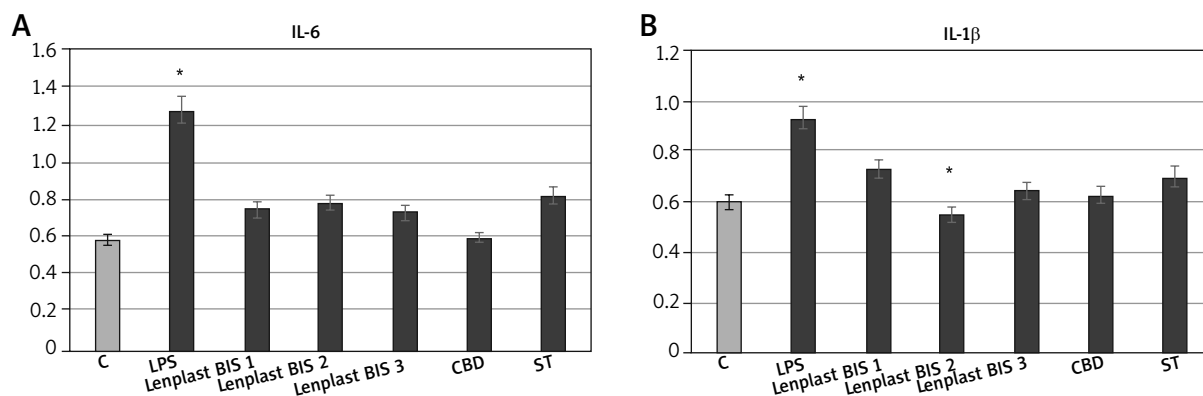 A
IL-6
1.6
1.4
1.2
1.0
0.8
0.6
0.4
0.2
0
*
C
LPS
Lenplast BIS 1
Lenplast BIS 2
Lenplast BIS 3
CBD
ST
B
IL-1β
1.2
1.0
0.8
0.6
0.4
0.2
0
*
*
C
LPS
Lenplast BIS 1
Lenplast BIS 2
Lenplast BIS 3
CBD
ST